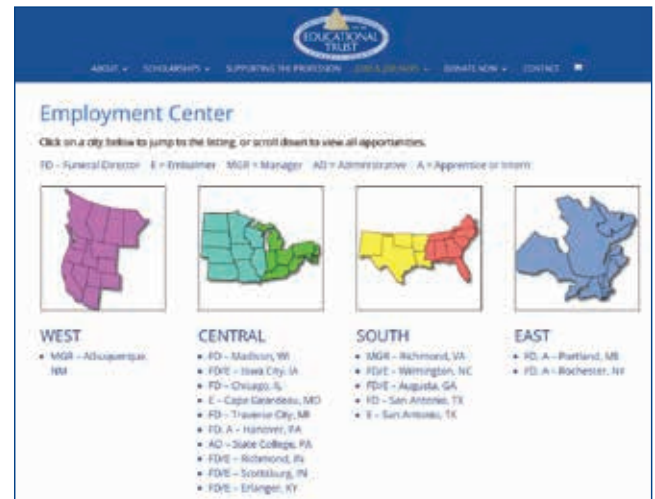 EDUCATIONAL
TRUST
ABOUT SCHOLARSHIPS SUPPORTING THE PROFESSION JOBS & CAREERS DONATE NOW CONTACT
Employment Center
Click on a city below to jump to the listing, or scroll down to view all opportunities.
FD – Funeral Director E = Embalmer MGR = Manager AD = Administrative A = Apprentice or Intern
WEST
• MGR – Albuquerque,
NM
CENTRAL
• FD – Madison, WI
• FD/E – Iowa City, IA
• FD – Chicago, IL
• E – Cape Girardeau, MO
• FD – Traverse City, MI
• FD, A – Hanover, PA
• AD – State College, PA
• FD/E – Richmond, IN
• FD/E – Scottsburg, IN
• FD/E – Erlanger, KY
SOUTH
• MGR – Richmond, VA
• FD/E – Wilmington, NC
• FD/E – Augusta, GA
• FD – San Antonio, TX
• E – San Antonio, TX
EAST
• FD, A – Portland, ME
• FD, A – Rochester, NY